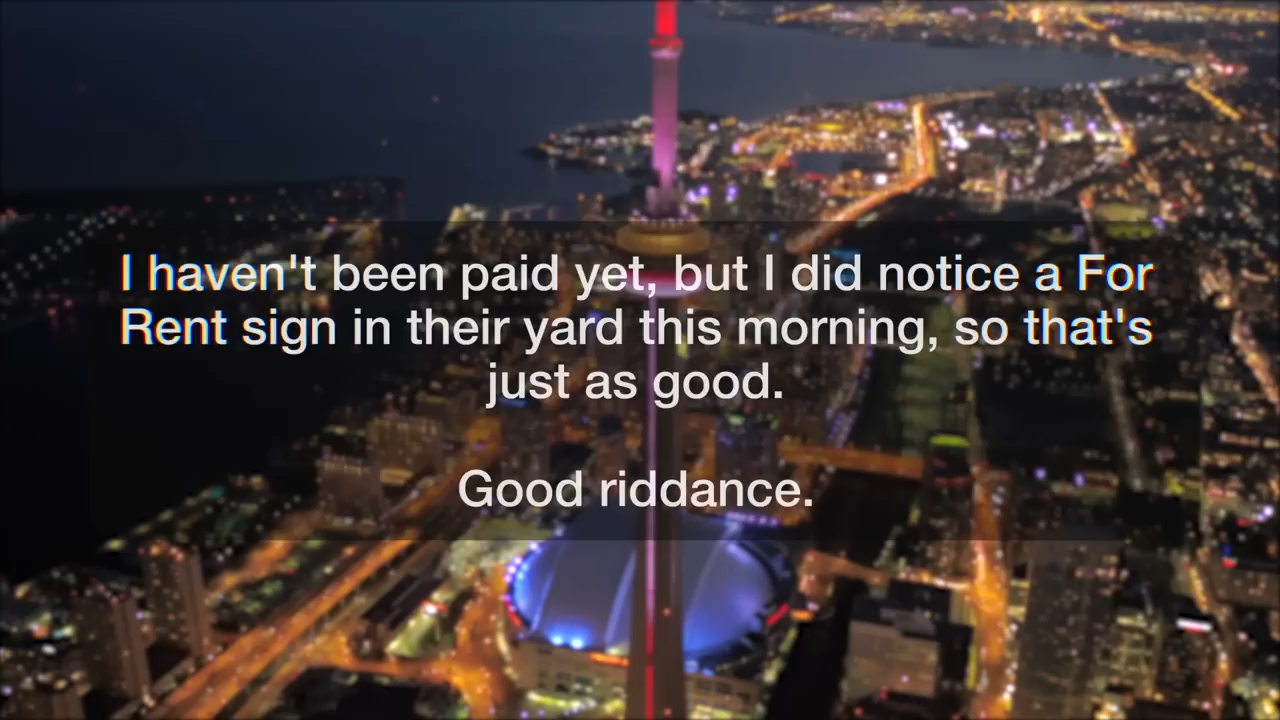 I haven't been paid yet, but I did notice a For
Rent sign in their yard this morning, so that's
just as good.
Good riddance.